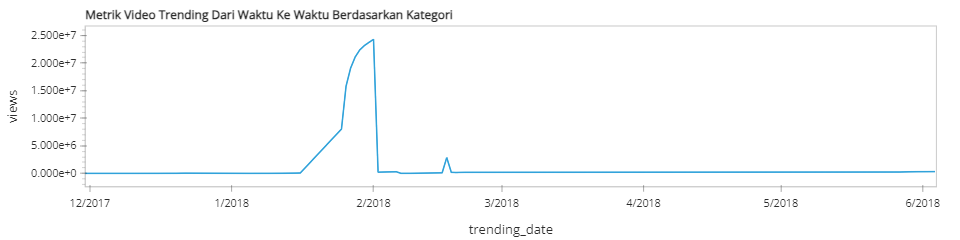 Metrik Video Trending Dari Waktu Ke Waktu Berdasarkan Kategori
views
2.500e+7
2.000e+7
1.500e+7
1.000e+7
5.000e+6
0.000e+0
12/2017 1/2018 2/2018 3/2018 4/2018 5/2018 6/2018
trending_date